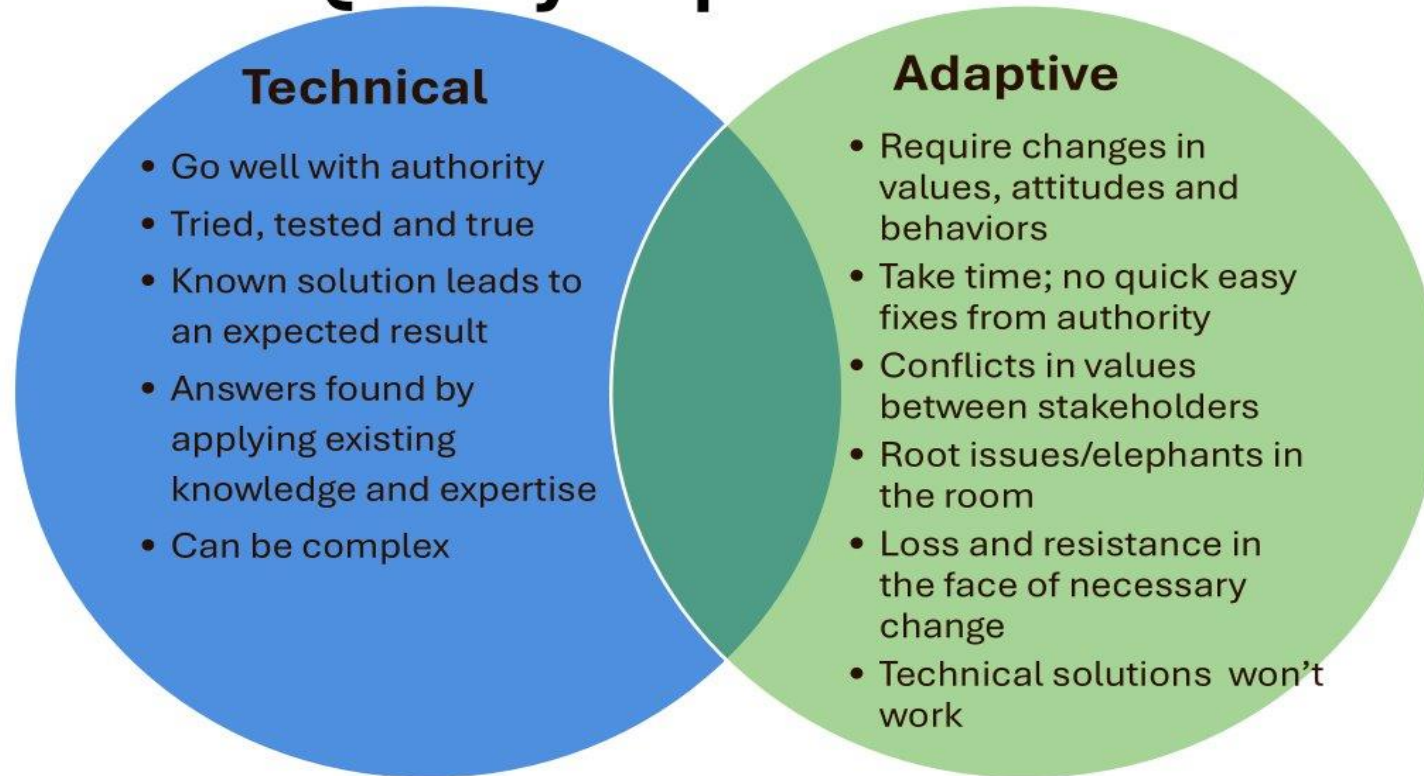 Technical
• Go well with authority
• Tried, tested and true
• Known solution leads to
an expected result
• Answers found by
applying existing
knowledge and expertise
• Can be complex
Adaptive
• Require changes in
values, attitudes and
behaviors
• Take time; no quick easy
fixes from authority
• Conflicts in values
between stakeholders
• Root issues/elephants in
the room
• Loss and resistance in
the face of necessary
change
• Technical solutions  won’t
work